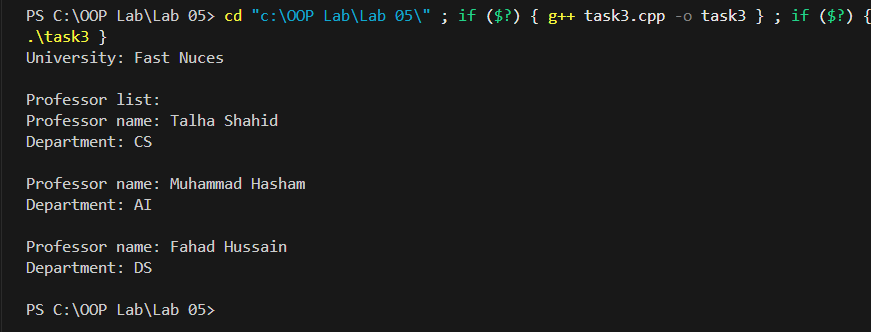 PS C:\OOP Lab\Lab 05> cd "c:\OOP Lab\Lab 05\" ; if ($?) { g++ task3.cpp -o task3 } ; if ($?) {
.\task3 }
University: Fast Nuces
Professor list:
Professor name: Talha Shahid
Department: CS
Professor name: Muhammad Hasham
Department: AI
Professor name: Fahad Hussain
Department: DS
PS C:\OOP Lab\Lab 05>